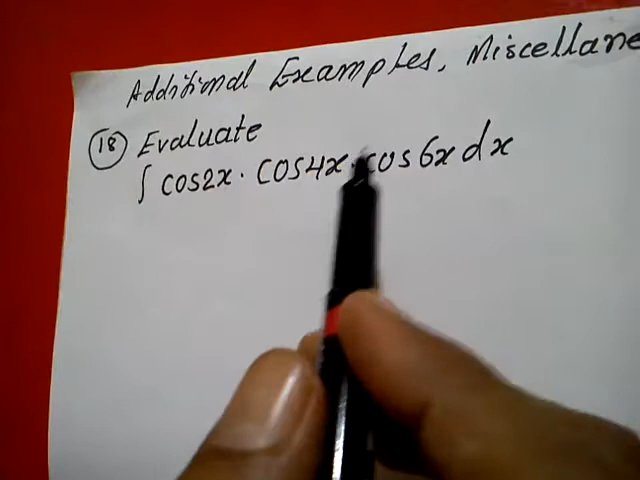 Additional Examples, Miscellane
18 Evaluate
∫ cos2x · cos4x · cos6x dx